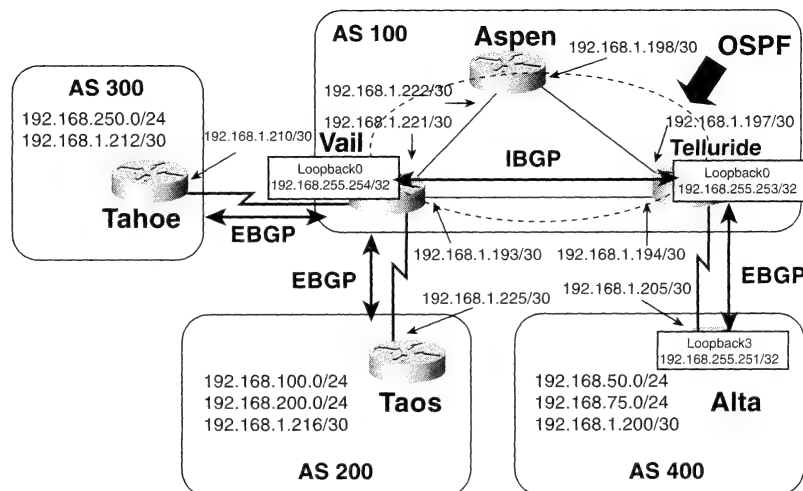 AS 100
Aspen
192.168.1.198/30
OSPF
AS 300
192.168.250.0/24
192.168.1.212/30
192.168.1.222/30
192.168.1.221/30
192.168.1.197/30
192.168.1.210/30
Vail
Telluride
IBGP
Loopback0
192.168.255.254/32
Loopback0
192.168.255.253/32
Tahoe
EBGP
192.168.1.193/30
192.168.1.194/30
EBGP
EBGP
192.168.1.225/30
192.168.1.205/30
Loopback3
192.168.255.251/32
192.168.100.0/24
192.168.200.0/24
192.168.1.216/30
Taos
192.168.50.0/24
192.168.75.0/24
192.168.1.200/30
Alta
AS 200
AS 400